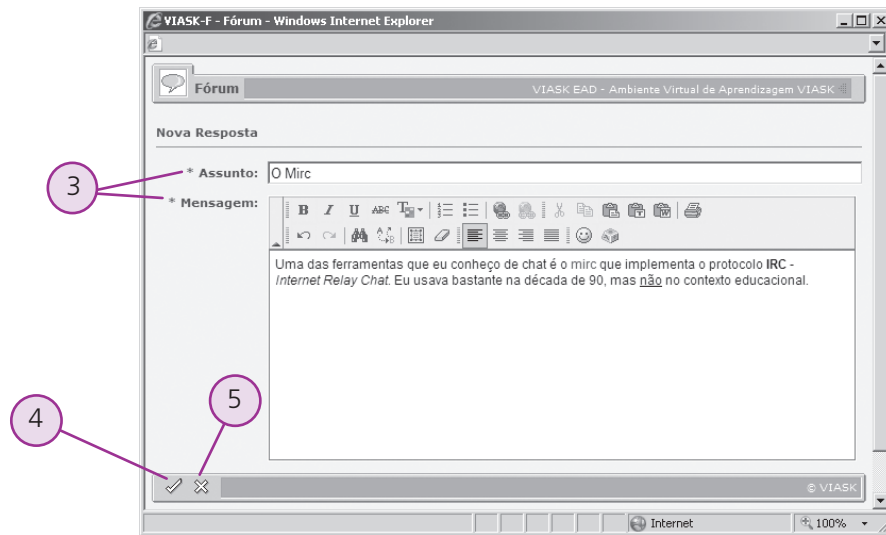 VIASK-F - Fórum - Windows Internet Explorer
Fórum
VIASK EAD - Ambiente Virtual de Aprendizagem VIASK
Nova Resposta
3
* Assunto:
O Mirc
* Mensagem:
B I U ABC T
Uma das ferramentas que eu conheço de chat é o mirc que implementa o protocolo IRC -
Internet Relay Chat. Eu usava bastante na década de 90, mas não no contexto educacional.
4
5
© VIASK
Internet
100%